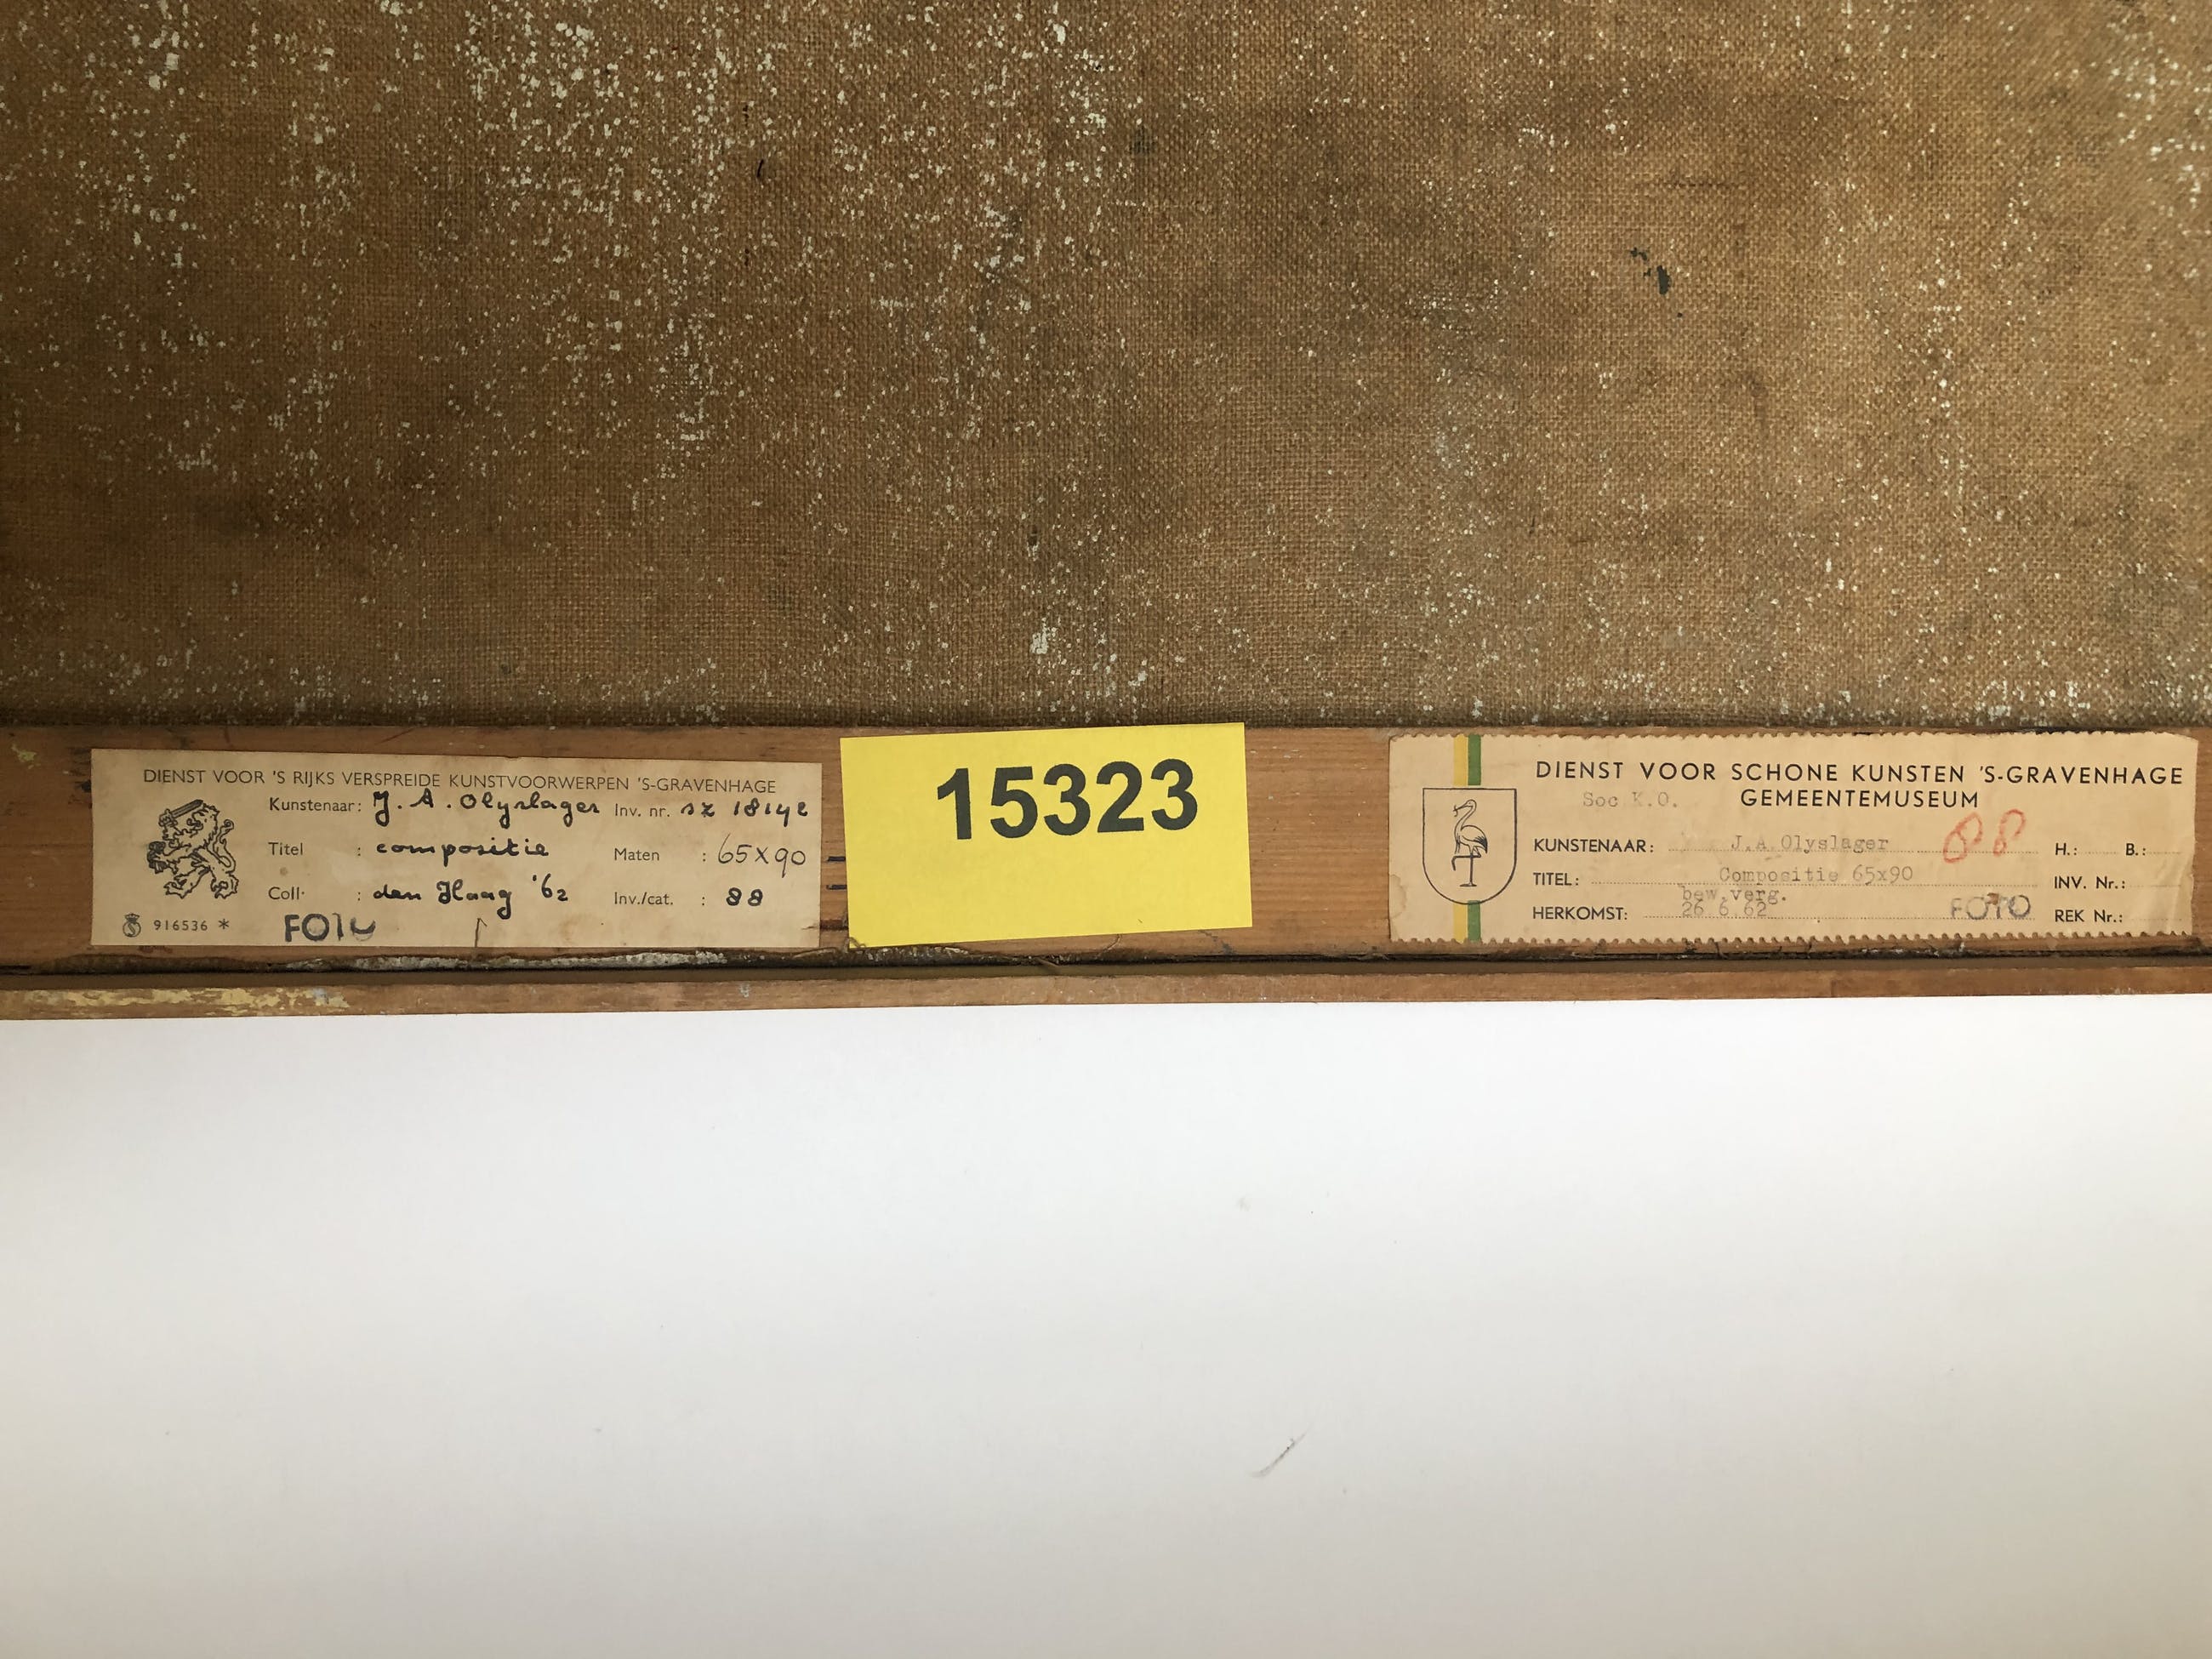 DIENST VOOR 'S RIJKS VERSPREIDE KUNSTVOORWERPEN 'S-GRAVENHAGE
Kunstenaar: J. A. Olyslager Inv. nr. sz 18142
Titel : compositie Maten : 65x90
Coll. : den Haag '62 Inv./cat. : 88
916536 * FOTO
15323
DIENST VOOR SCHONE KUNSTEN 'S-GRAVENHAGE
Soc.K.O. GEMEENTEMUSEUM
KUNSTENAAR: J.A.Olyslager 88 H.: B.:
TITEL: Compositie 65x90 INV. Nr.:
bew.verg.
HERKOMST: 26.6.62 FOTO REK Nr.: